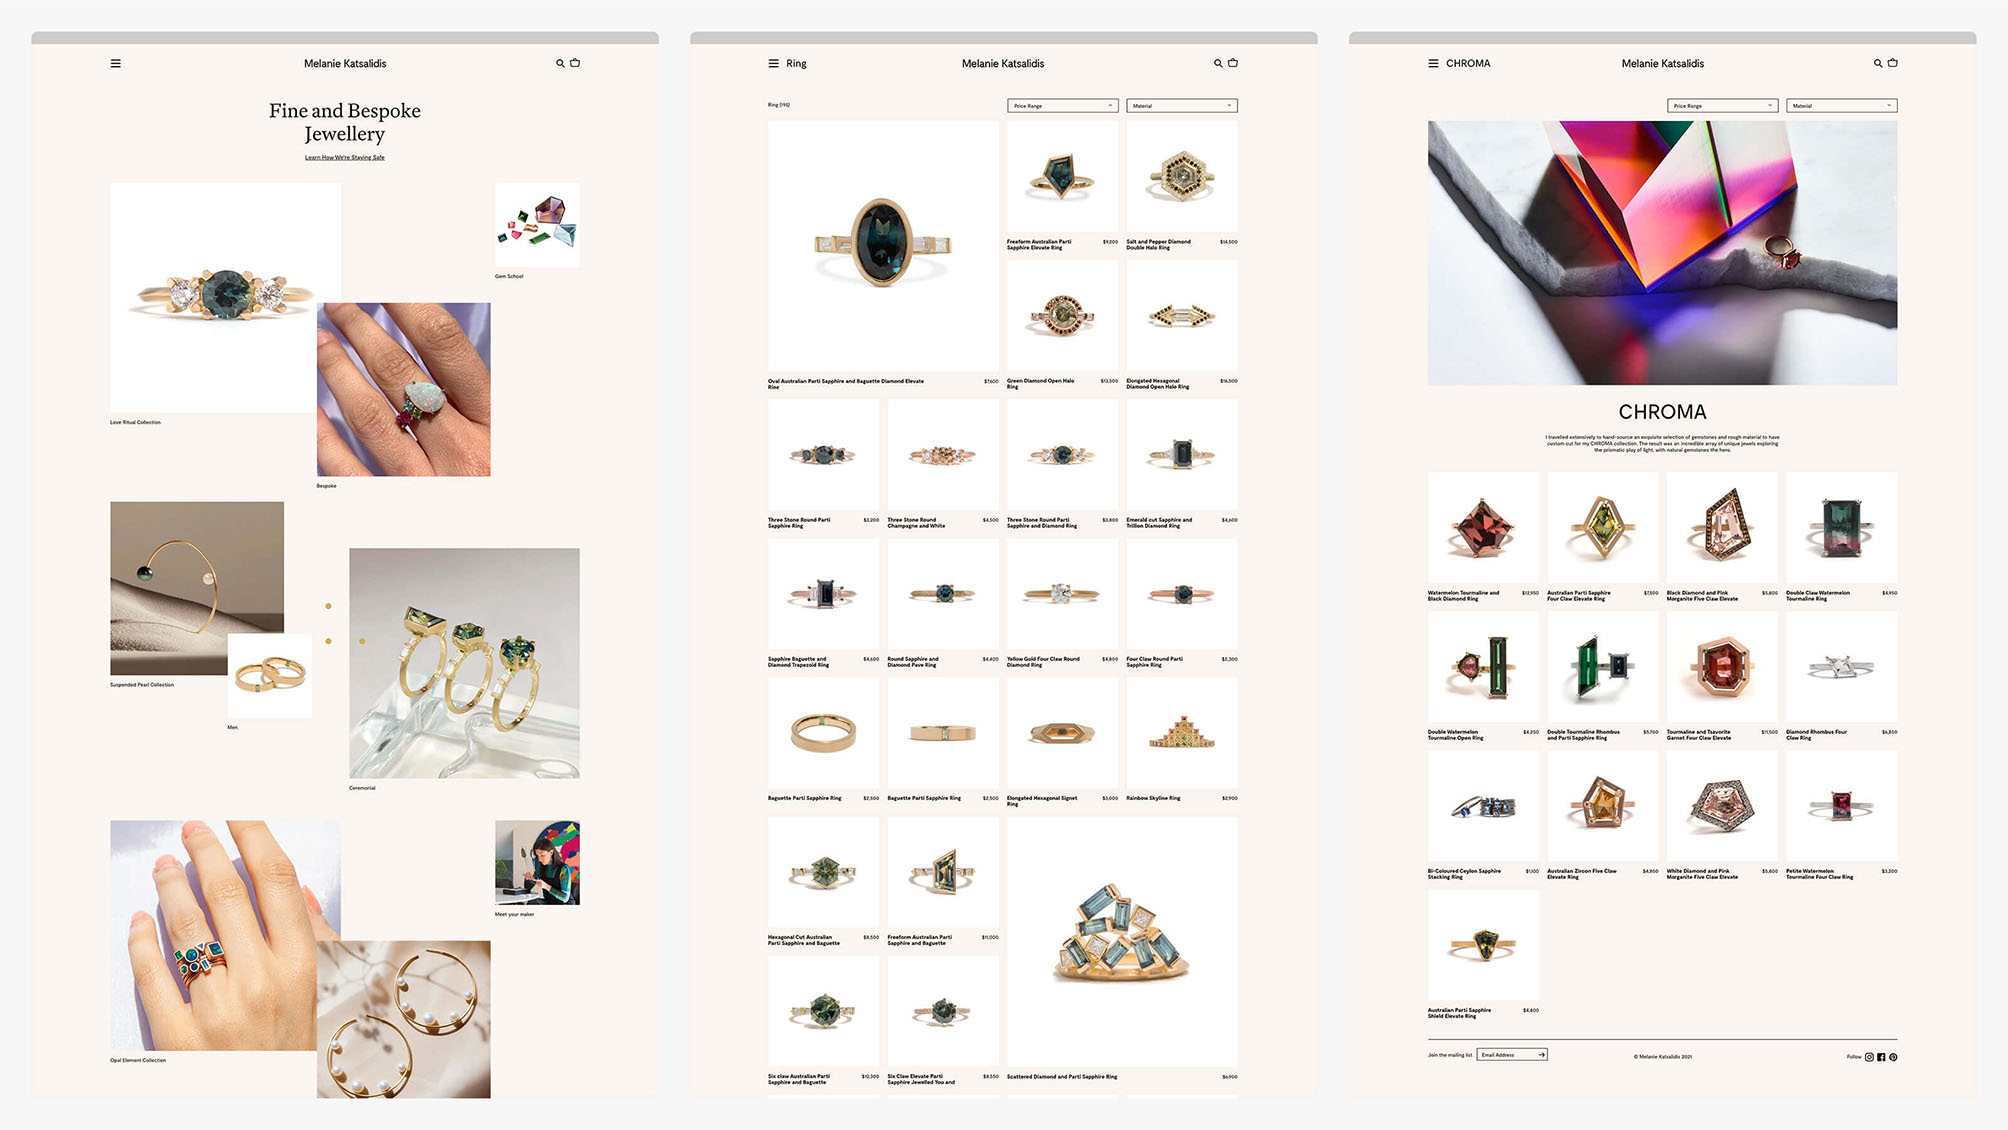 Melanie Katsalidis
Fine and Bespoke
Jewellery
Learn How We're Staying Safe
Gem School
Love Ritual Collection
Bespoke
Suspended Pearl Collection
Men
Ceremonial
Meet your maker
Opal Element Collection
Ring
Melanie Katsalidis
Ring (195)
Price Range
Material
Freeform Australian Parti $9,200
Sapphire Elevate Ring
Salt and Pepper Diamond $14,500
Double Halo Ring
Oval Australian Parti Sapphire and Baguette Diamond Elevate $7,600
Ring
Green Diamond Open Halo $13,500
Ring
Elongated Hexagonal $18,500
Diamond Open Halo Ring
Three Stone Round Parti $3,200
Sapphire Ring
Three Stone Round $4,500
Champagne and White
Three Stone Round Parti $3,800
Sapphire and Diamond Ring
Emerald cut Sapphire and $4,600
Trillion Diamond Ring
Sapphire Baguette and $4,600
Diamond Trapezoid Ring
Round Sapphire and $4,400
Diamond Pave Ring
Yellow Gold Four Claw Round $4,800
Diamond Ring
Four Claw Round Parti $2,300
Sapphire Ring
Baguette Parti Sapphire Ring $2,500
Baguette Parti Sapphire Ring $2,500
Elongated Hexagonal Signet $3,000
Ring
Rainbow Skyline Ring $2,900
Hexagonal Cut Australian $8,500
Parti Sapphire and Baguette
Freeform Australian Parti $11,000
Sapphire and Baguette
Six claw Australian Parti $10,300
Sapphire and Baguette
Six Claw Elevate Parti $8,550
Sapphire Jewelled You and
Scattered Diamond and Parti Sapphire Ring $6,900
CHROMA
Melanie Katsalidis
Price Range
Material
CHROMA
I travelled extensively to hand-source an exquisite selection of gemstones and rough material to have
custom cut for my CHROMA collection. The result was an incredible array of unique jewels exploring
the prismatic play of light, with natural gemstones the hero.
Watermelon Tourmaline and $12,950
Black Diamond Ring
Australian Parti Sapphire $7,500
Four Claw Elevate Ring
Black Diamond and Pink $5,800
Morganite Five Claw Elevate
Double Claw Watermelon $4,950
Tourmaline Ring
Double Watermelon $4,250
Tourmaline Open Ring
Double Tourmaline Rhombus $5,700
and Parti Sapphire Ring
Tourmaline and Tsavorite $11,500
Garnet Four Claw Elevate
Diamond Rhombus Four $6,850
Claw Ring
Bi-Coloured Ceylon Sapphire $1,100
Stacking Ring
Australian Zircon Five Claw $4,850
Elevate Ring
White Diamond and Pink $5,800
Morganite Five Claw Elevate
Petite Watermelon $3,200
Tourmaline Four Claw Ring
Australian Parti Sapphire $4,400
Shield Elevate Ring
Join the mailing list
Email Address
© Melanie Katsalidis 2021
Follow